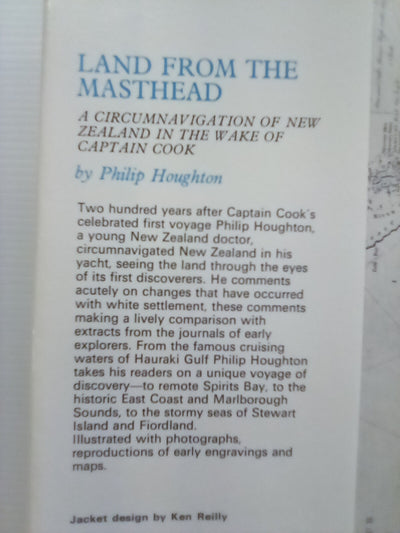 LAND FROM THE
MASTHEAD
A CIRCUMNAVIGATION OF NEW
ZEALAND IN THE WAKE OF
CAPTAIN COOK
by Philip Houghton
Two hundred years after Captain Cook's
celebrated first voyage Philip Houghton,
a young New Zealand doctor,
circumnavigated New Zealand in his
yacht, seeing the land through the eyes
of its first discoverers. He comments
acutely on changes that have occurred
with white settlement, these comments
making a lively comparison with
extracts from the journals of early
explorers. From the famous cruising
waters of Hauraki Gulf Philip Houghton
takes his readers on a unique voyage of
discovery—to remote Spirits Bay, to the
historic East Coast and Marlborough
Sounds, to the stormy seas of Stewart
Island and Fiordland.
Illustrated with photographs,
reproductions of early engravings and
maps.
Jacket design by Ken Reilly